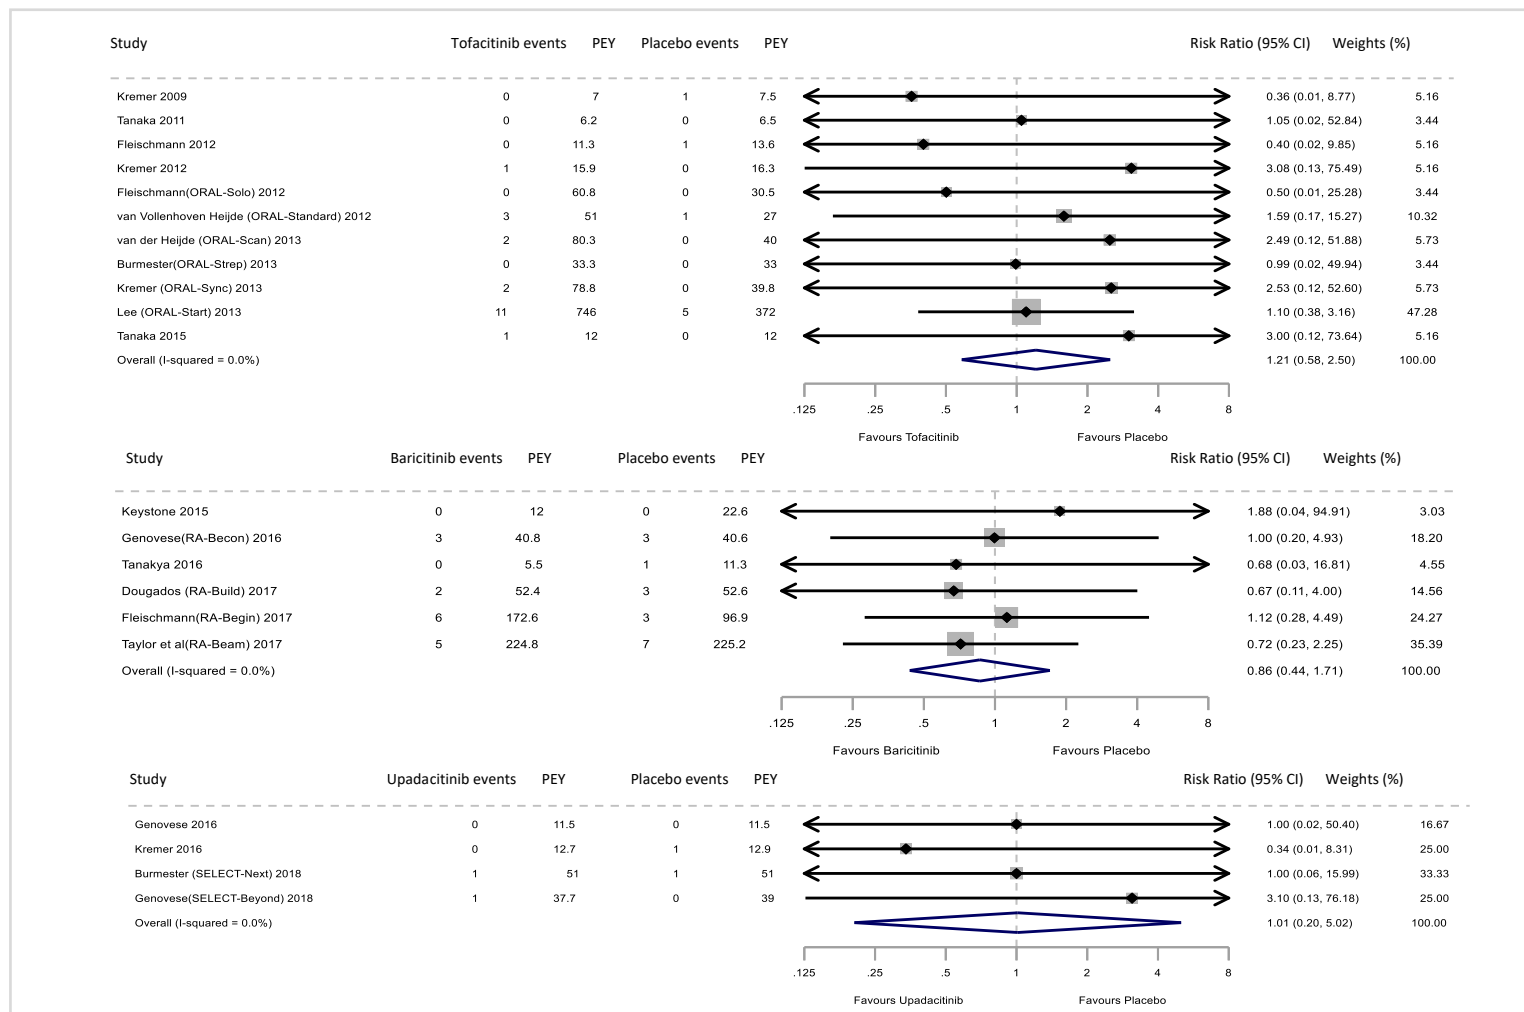 Study Tofacitinib events PEY Placebo events PEY Risk Ratio (95% CI) Weights (%)
Kremer 2009 0 7 1 7.5 0.36 (0.01, 8.77) 5.16
Tanaka 2011 0 6.2 0 6.5 1.05 (0.02, 52.84) 3.44
Fleischmann 2012 0 11.3 1 13.6 0.40 (0.02, 9.85) 5.16
Kremer 2012 1 15.9 0 16.3 3.08 (0.13, 75.49) 5.16
Fleischmann(ORAL-Solo) 2012 0 60.8 0 30.5 0.50 (0.01, 25.28) 3.44
van Vollenhoven Heijde (ORAL-Standard) 2012 3 51 1 27 1.59 (0.17, 15.27) 10.32
van der Heijde (ORAL-Scan) 2013 2 80.3 0 40 2.49 (0.12, 51.88) 5.73
Burmester(ORAL-Strep) 2013 0 33.3 0 33 0.99 (0.02, 49.94) 3.44
Kremer (ORAL-Sync) 2013 2 78.8 0 39.8 2.53 (0.12, 52.60) 5.73
Lee (ORAL-Start) 2013 11 746 5 372 1.10 (0.38, 3.16) 47.28
Tanaka 2015 1 12 0 12 3.00 (0.12, 73.64) 5.16
Overall (I-squared = 0.0%) 1.21 (0.58, 2.50) 100.00
.125 .25 .5 1 2 4 8
Favours Tofacitinib Favours Placebo
Study Baricitinib events PEY Placebo events PEY Risk Ratio (95% CI) Weights (%)
Keystone 2015 0 12 0 22.6 1.88 (0.04, 94.91) 3.03
Genovese(RA-Becon) 2016 3 40.8 3 40.6 1.00 (0.20, 4.93) 18.20
Tanakya 2016 0 5.5 1 11.3 0.68 (0.03, 16.81) 4.55
Dougados (RA-Build) 2017 2 52.4 3 52.6 0.67 (0.11, 4.00) 14.56
Fleischmann(RA-Begin) 2017 6 172.6 3 96.9 1.12 (0.28, 4.49) 24.27
Taylor et al(RA-Beam) 2017 5 224.8 7 225.2 0.72 (0.23, 2.25) 35.39
Overall (I-squared = 0.0%) 0.86 (0.44, 1.71) 100.00
.125 .25 .5 1 2 4 8
Favours Baricitinib Favours Placebo
Study Upadacitinib events PEY Placebo events PEY Risk Ratio (95% CI) Weights (%)
Genovese 2016 0 11.5 0 11.5 1.00 (0.02, 50.40) 16.67
Kremer 2016 0 12.7 1 12.9 0.34 (0.01, 8.31) 25.00
Burmester (SELECT-Next) 2018 1 51 1 51 1.00 (0.06, 15.99) 33.33
Genovese(SELECT-Beyond) 2018 1 37.7 0 39 3.10 (0.13, 76.18) 25.00
Overall (I-squared = 0.0%) 1.01 (0.20, 5.02) 100.00
.125 .25 .5 1 2 4 8
Favours Upadacitinib Favours Placebo